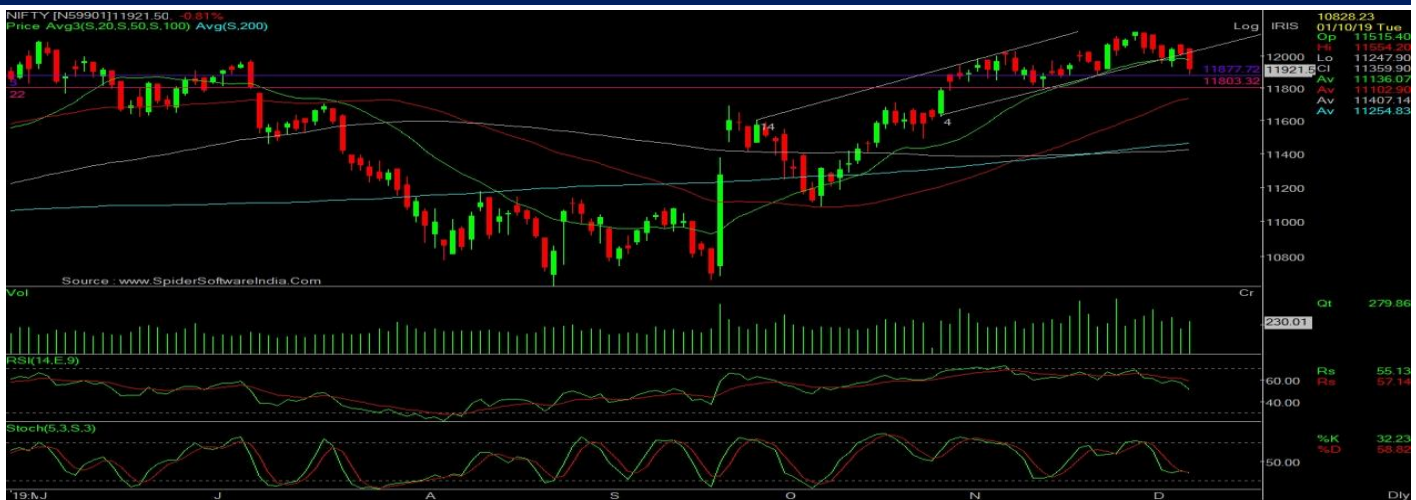 NIFTY [N59901]11921.50, -0.81%
Price Avg3(S,20,S,50,S,100) Avg(S,200)
Log
IRIS
10828.23
01/10/19 Tue
Op 11515.40
Hi 11554.20
Lo 11247.90
Cl 11359.90
Av 11136.07
Av 11102.90
Av 11407.14
Av 11254.83
12000
11877.72
11921.5
11803.32
11800
22
14
4
11600
11400
11200
11000
10800
Source : www.SpiderSoftwareIndia.Com
Vol
Cr
Qt 279.86
230.01
RSI(14,E,9)
Rs 55.13
60.00
Rs 57.14
40.00
Stoch(5,3,S,3)
%K 32.23
%D 58.82
50.00
J
J
A
S
O
N
D
Dly